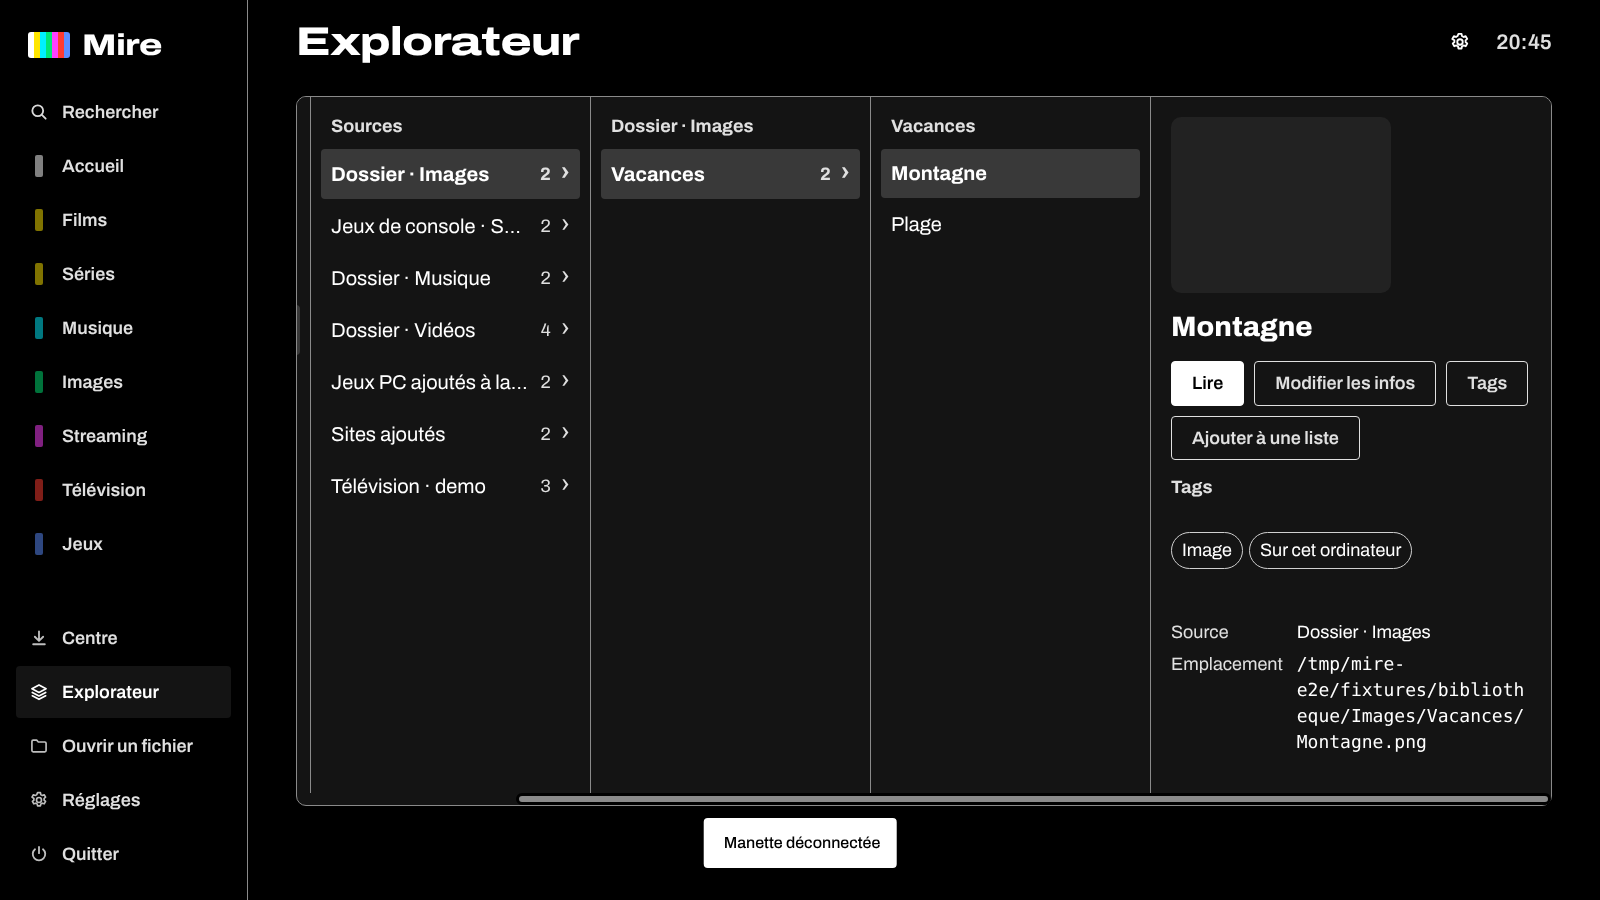 Mire
Rechercher
Accueil
Films
Séries
Musique
Images
Streaming
Télévision
Jeux
Centre
Explorateur
Ouvrir un fichier
Réglages
Quitter
Explorateur
20:45
Sources
Dossier · Images 2
Jeux de console · S... 2
Dossier · Musique 2
Dossier · Vidéos 4
Jeux PC ajoutés à la... 2
Sites ajoutés 2
Télévision · demo 3
Dossier · Images
Vacances 2
Vacances
Montagne
Plage
Montagne
Lire Modifier les infos Tags
Ajouter à une liste
Tags
Image Sur cet ordinateur
Source Dossier · Images
Emplacement /tmp/mire-
e2e/fixtures/biblioth
eque/Images/Vacances/
Montagne.png
Manette déconnectée